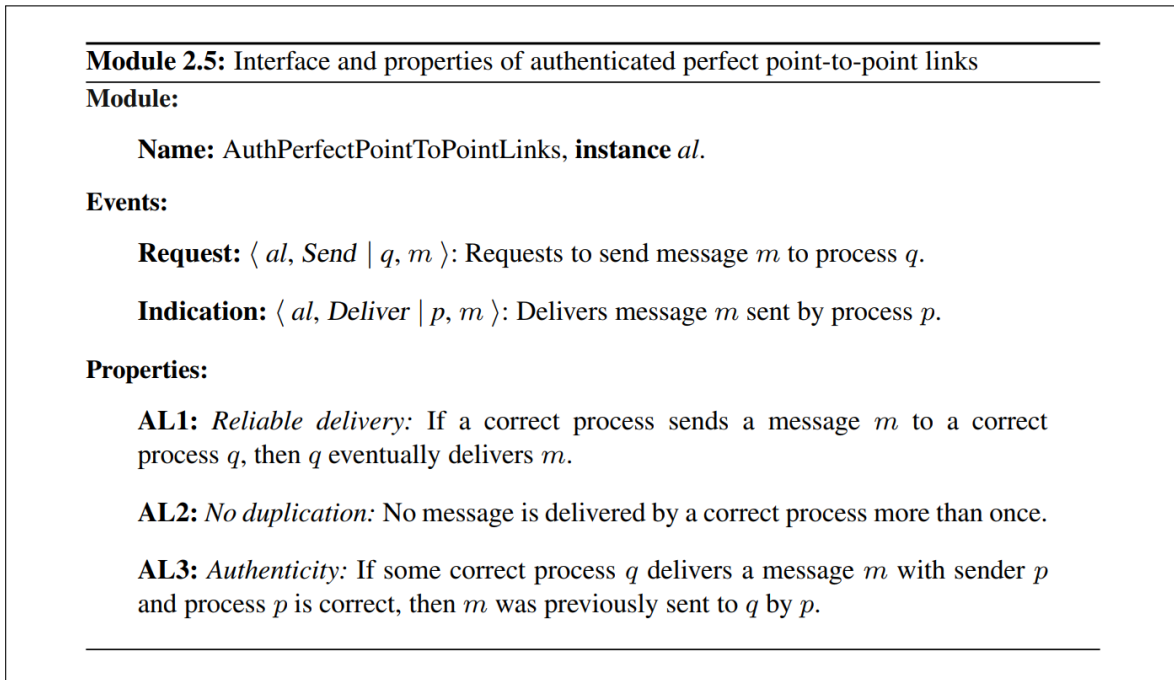 Module 2.5: Interface and properties of authenticated perfect point-to-point links
Module:
Name: AuthPerfectPointToPointLinks, instance al.
Events:
Request: ⟨ al, Send | q, m ⟩: Requests to send message m to process q.
Indication: ⟨ al, Deliver | p, m ⟩: Delivers message m sent by process p.
Properties:
AL1: Reliable delivery: If a correct process sends a message m to a correct
process q, then q eventually delivers m.
AL2: No duplication: No message is delivered by a correct process more than once.
AL3: Authenticity: If some correct process q delivers a message m with sender p
and process p is correct, then m was previously sent to q by p.